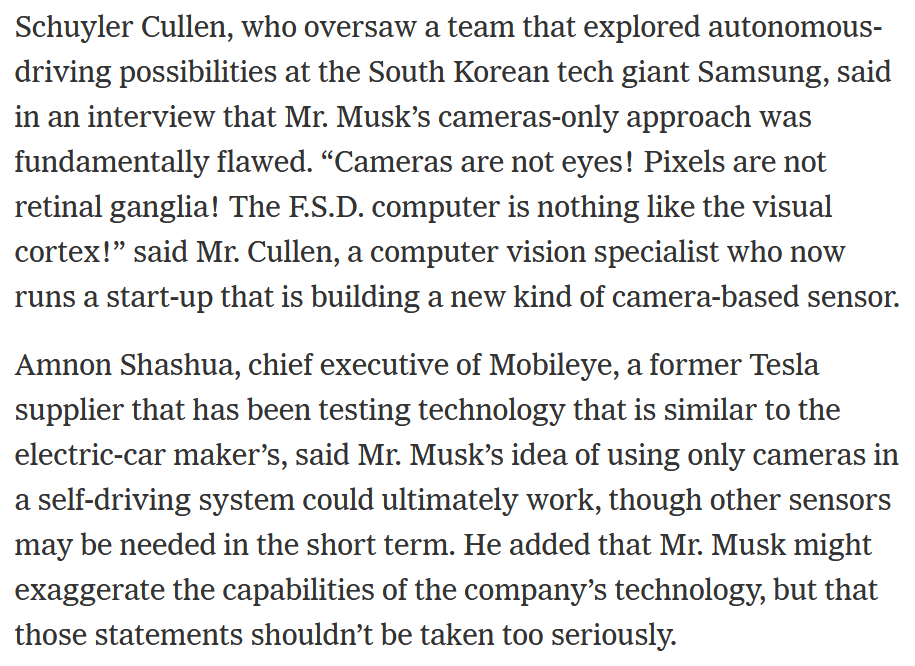 Schuyler Cullen, who oversaw a team that explored autonomous-
driving possibilities at the South Korean tech giant Samsung, said
in an interview that Mr. Musk’s cameras-only approach was
fundamentally flawed. “Cameras are not eyes! Pixels are not
retinal ganglia! The F.S.D. computer is nothing like the visual
cortex!” said Mr. Cullen, a computer vision specialist who now
runs a start-up that is building a new kind of camera-based sensor.
Amnon Shashua, chief executive of Mobileye, a former Tesla
supplier that has been testing technology that is similar to the
electric-car maker’s, said Mr. Musk’s idea of using only cameras in
a self-driving system could ultimately work, though other sensors
may be needed in the short term. He added that Mr. Musk might
exaggerate the capabilities of the company’s technology, but that
those statements shouldn’t be taken too seriously.